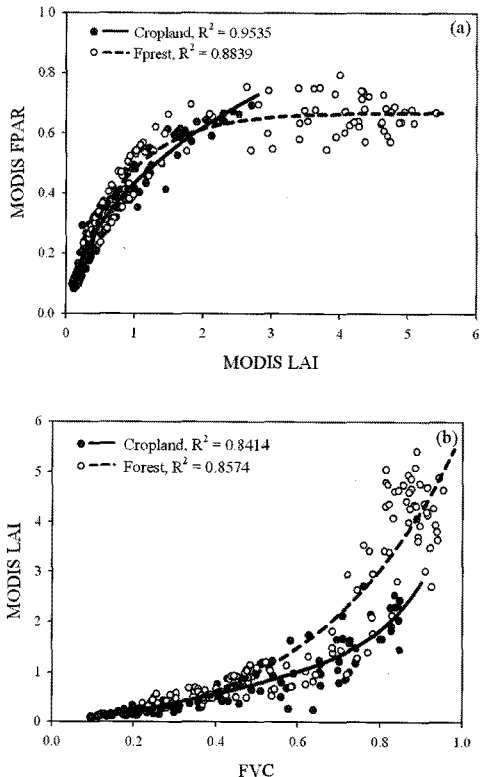 (a)
Cropland, R² = 0.9535
Fprest, R² = 0.8839
1.0
0.8
0.6
0.4
0.2
0.0
MODIS FPAR
0 1 2 3 4 5 6
MODIS LAI
(b)
Cropland, R² = 0.8414
Forest, R² = 0.8574
6
5
4
3
2
1
0
MODIS LAI
0.0 0.2 0.4 0.6 0.8 1.0
FVC